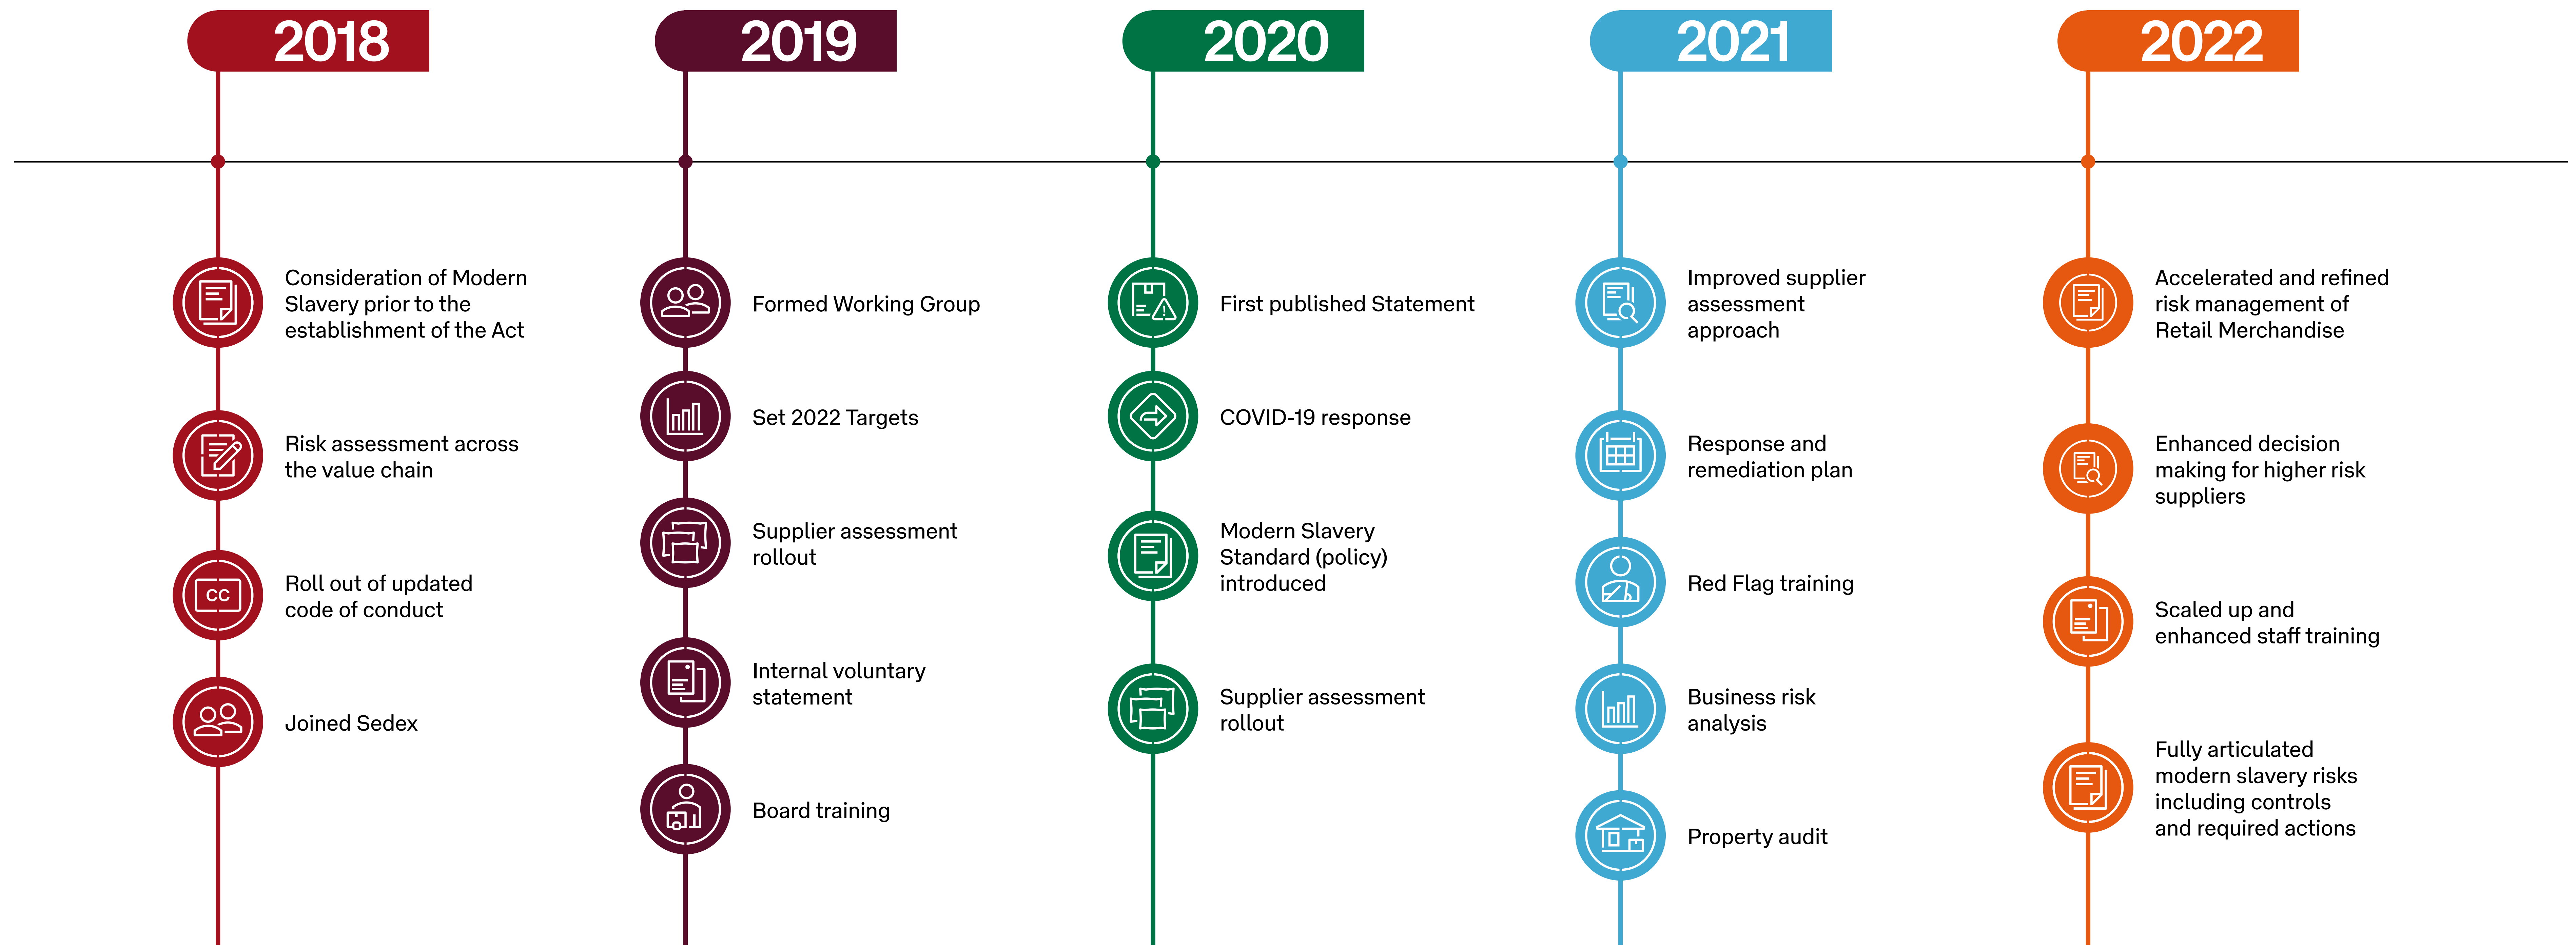 2018
Consideration of Modern
Slavery prior to the
establishment of the Act
Risk assessment across
the value chain
CC
Roll out of updated
code of conduct
Joined Sedex
2019
Formed Working Group
Set 2022 Targets
Supplier assessment
rollout
Internal voluntary
statement
Board training
2020
First published Statement
COVID-19 response
Modern Slavery
Standard (policy)
introduced
Supplier assessment
rollout
2021
Improved supplier
assessment
approach
Response and
remediation plan
Red Flag training
Business risk
analysis
Property audit
2022
Accelerated and refined
risk management of
Retail Merchandise
Enhanced decision
making for higher risk
suppliers
Scaled up and
enhanced staff training
Fully articulated
modern slavery risks
including controls
and required actions